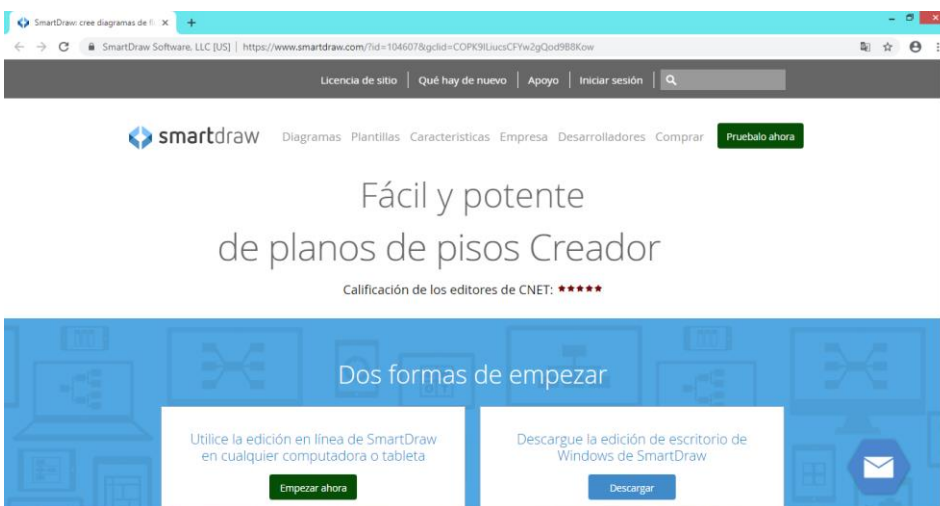 SmartDraw: cree diagramas de fl
SmartDraw Software, LLC [US] | https://www.smartdraw.com/?id=104607&gclid=COPK9ILiucsCFYw2gQod9B8Kow
Licencia de sitio | Qué hay de nuevo | Apoyo | Iniciar sesión
smartdraw Diagramas Plantillas Caracteristicas Empresa Desarrolladores Comprar Pruebalo ahora
Fácil y potente
de planos de pisos Creador
Calificación de los editores de CNET: ★★★★★
Dos formas de empezar
Utilice la edición en línea de SmartDraw
en cualquier computadora o tableta
Empezar ahora
Descargue la edición de escritorio de
Windows de SmartDraw
Descargar